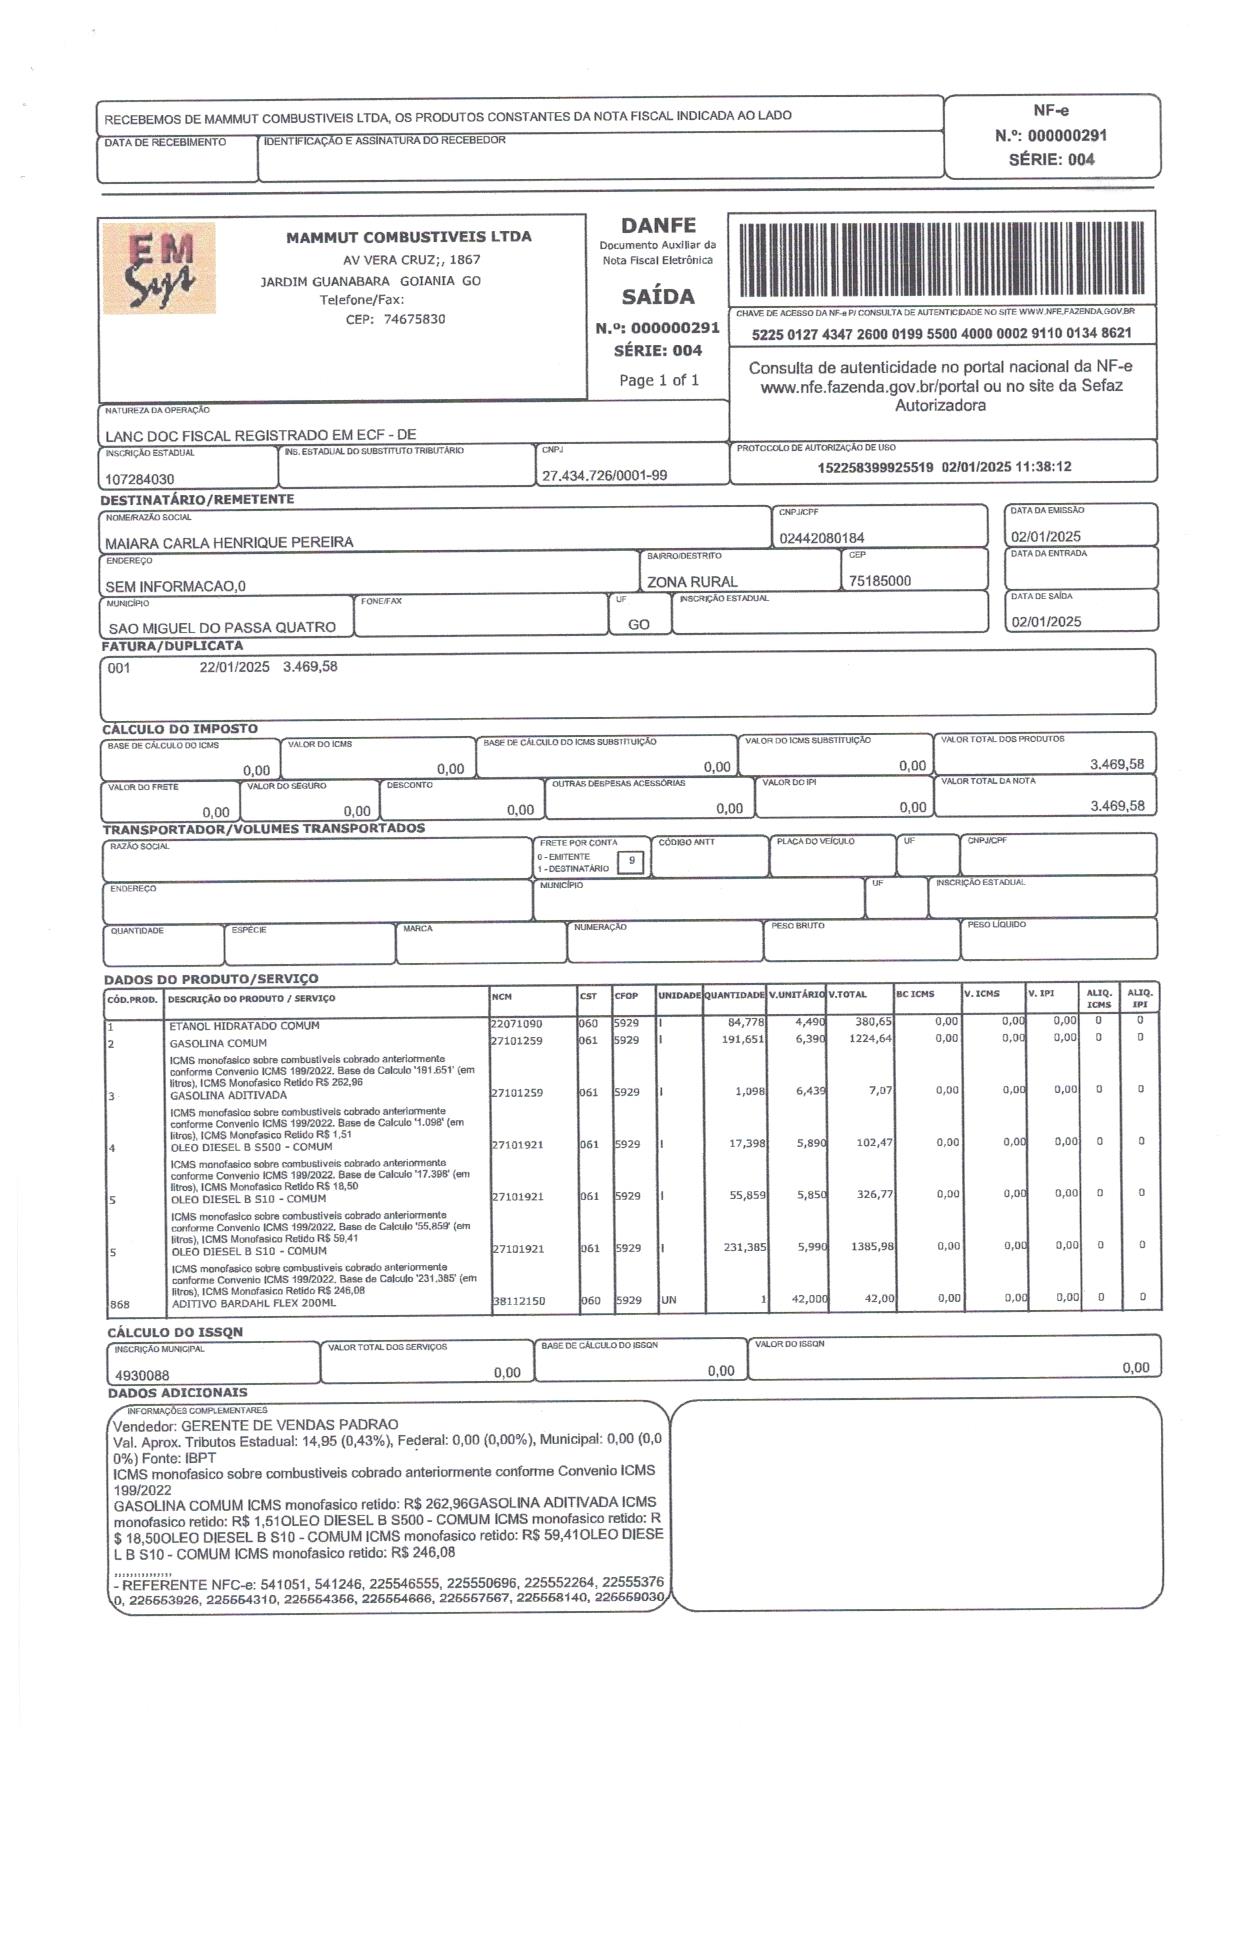 RECEBEMOS DE MAMMUT COMBUSTIVEIS LTDA, OS PRODUTOS CONSTANTES DA NOTA FISCAL INDICADA AO LADO
DATA DE RECEBIMENTO
IDENTIFICAÇÃO E ASSINATURA DO RECEBEDOR
NF-e
N.º: 000000291
SÉRIE: 004
EM
Sys
MAMMUT COMBUSTIVEIS LTDA
AV VERA CRUZ;, 1867
JARDIM GUANABARA GOIANIA GO
Telefone/Fax:
CEP: 74675830
DANFE
Documento Auxiliar da
Nota Fiscal Eletrônica
SAÍDA
N.º: 000000291
SÉRIE: 004
Page 1 of 1
CHAVE DE ACESSO DA NF-e P/ CONSULTA DE AUTENTICIDADE NO SITE WWW.NFE.FAZENDA.GOV.BR
5225 0127 4347 2600 0199 5500 4000 0002 9110 0134 8621
Consulta de autenticidade no portal nacional da NF-e
www.nfe.fazenda.gov.br/portal ou no site da Sefaz
Autorizadora
NATUREZA DA OPERAÇÃO
LANC DOC FISCAL REGISTRADO EM ECF - DE
PROTOCOLO DE AUTORIZAÇÃO DE USO
152258399925519 02/01/2025 11:38:12
INSCRIÇÃO ESTADUAL
107284030
INS. ESTADUAL DO SUBSTITUTO TRIBUTÁRIO
CNPJ
27.434.726/0001-99
DESTINATÁRIO/REMETENTE
NOME/RAZÃO SOCIAL
MAIARA CARLA HENRIQUE PEREIRA
CNPJ/CPF
02442080184
DATA DA EMISSÃO
02/01/2025
ENDEREÇO
SEM INFORMACAO,0
BAIRRO/DESTRITO
ZONA RURAL
CEP
75185000
DATA DA ENTRADA
MUNICÍPIO
SAO MIGUEL DO PASSA QUATRO
FONE/FAX
UF
GO
INSCRIÇÃO ESTADUAL
DATA DE SAÍDA
02/01/2025
FATURA/DUPLICATA
001 22/01/2025 3.469,58
CÁLCULO DO IMPOSTO
BASE DE CÁLCULO DO ICMS
0,00
VALOR DO ICMS
0,00
BASE DE CÁLCULO DO ICMS SUBSTITUIÇÃO
0,00
VALOR DO ICMS SUBSTITUIÇÃO
0,00
VALOR TOTAL DOS PRODUTOS
3.469,58
VALOR DO FRETE
0,00
VALOR DO SEGURO
0,00
DESCONTO
0,00
OUTRAS DESPESAS ACESSÓRIAS
0,00
VALOR DO IPI
0,00
VALOR TOTAL DA NOTA
3.469,58
TRANSPORTADOR/VOLUMES TRANSPORTADOS
RAZÃO SOCIAL
FRETE POR CONTA
0 - EMITENTE
1 - DESTINATÁRIO
9
CÓDIGO ANTT
PLACA DO VEÍCULO
UF
CNPJ/CPF
ENDEREÇO
MUNICÍPIO
UF
INSCRIÇÃO ESTADUAL
QUANTIDADE
ESPÉCIE
MARCA
NUMERAÇÃO
PESO BRUTO
PESO LÍQUIDO
DADOS DO PRODUTO/SERVIÇO
CÓD.PROD. DESCRIÇÃO DO PRODUTO / SERVIÇO NCM CST CFOP UNIDADE QUANTIDADE V.UNITÁRIO V.TOTAL BC ICMS V. ICMS V. IPI ALIQ. ICMS ALIQ. IPI
1 ETANOL HIDRATADO COMUM 22071090 060 5929 l 84,778 4,490 380,65 0,00 0,00 0,00 0 0
2 GASOLINA COMUM 27101259 061 5929 l 191,651 6,390 1224,64 0,00 0,00 0,00 0 0
ICMS monofasico sobre combustiveis cobrado anteriormente
conforme Convenio ICMS 199/2022. Base de Calculo '191.651' (em
litros), ICMS Monofasico Retido R$ 262,96
3 GASOLINA ADITIVADA 27101259 061 5929 l 1,098 6,439 7,07 0,00 0,00 0,00 0 0
ICMS monofasico sobre combustiveis cobrado anteriormente
conforme Convenio ICMS 199/2022. Base de Calculo '1.098' (em
litros), ICMS Monofasico Retido R$ 1,51
4 OLEO DIESEL B S500 - COMUM 27101921 061 5929 l 17,398 5,890 102,47 0,00 0,00 0,00 0 0
ICMS monofasico sobre combustiveis cobrado anteriormente
conforme Convenio ICMS 199/2022. Base de Calculo '17.398' (em
litros), ICMS Monofasico Retido R$ 18,50
5 OLEO DIESEL B S10 - COMUM 27101921 061 5929 l 55,859 5,850 326,77 0,00 0,00 0,00 0 0
ICMS monofasico sobre combustiveis cobrado anteriormente
conforme Convenio ICMS 199/2022. Base de Calculo '55,859' (em
litros), ICMS Monofasico Retido R$ 59,41
5 OLEO DIESEL B S10 - COMUM 27101921 061 5929 l 231,385 5,990 1385,98 0,00 0,00 0,00 0 0
ICMS monofasico sobre combustiveis cobrado anteriormente
conforme Convenio ICMS 199/2022. Base de Calculo '231,385' (em
litros), ICMS Monofasico Retido R$ 246,08
868 ADITIVO BARDAHL FLEX 200ML 38112150 060 5929 UN 1 42,000 42,00 0,00 0,00 0,00 0 0
CÁLCULO DO ISSQN
INSCRIÇÃO MUNICIPAL
4930088
VALOR TOTAL DOS SERVIÇOS
0,00
BASE DE CÁLCULO DO ISSQN
0,00
VALOR DO ISSQN
0,00
DADOS ADICIONAIS
INFORMAÇÕES COMPLEMENTARES
Vendedor: GERENTE DE VENDAS PADRAO
Val. Aprox. Tributos Estadual: 14,95 (0,43%), Federal: 0,00 (0,00%), Municipal: 0,00 (0,0
0%) Fonte: IBPT
ICMS monofasico sobre combustiveis cobrado anteriormente conforme Convenio ICMS
199/2022
GASOLINA COMUM ICMS monofasico retido: R$ 262,96GASOLINA ADITIVADA ICMS
monofasico retido: R$ 1,51OLEO DIESEL B S500 - COMUM ICMS monofasico retido: R
$ 18,50OLEO DIESEL B S10 - COMUM ICMS monofasico retido: R$ 59,41OLEO DIESE
L B S10 - COMUM ICMS monofasico retido: R$ 246,08
,,,,,,,,,,,,,,,
- REFERENTE NFC-e: 541051, 541246, 225546555, 225550696, 225552264, 22555376
0, 225553926, 225554310, 225554356, 225554666, 225557567, 225558140, 225559030